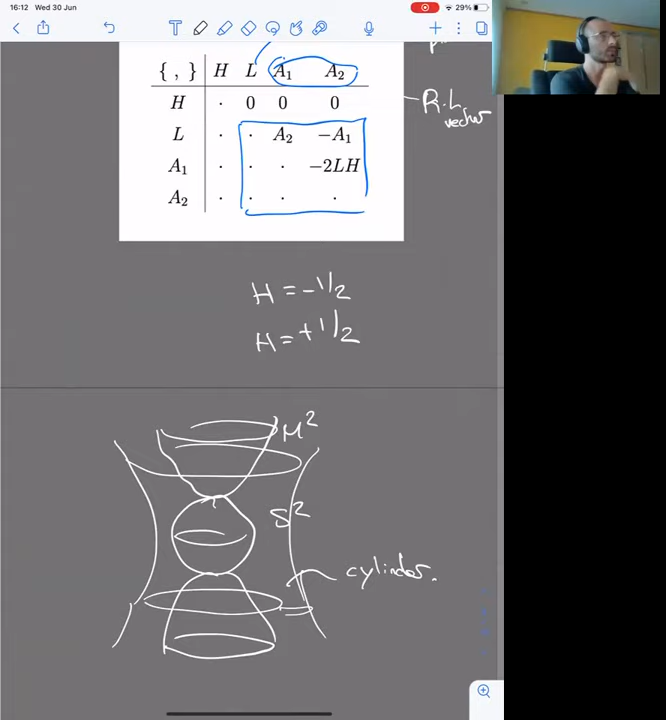 16:12 Wed 30 Jun
29%
{ , } H L A₁ A₂
H · 0 0 0
L · · A₂ −A₁
A₁ · · · −2LH
A₂ · · · ·
R.L
vector
H = -1/2
H = +1/2
H²
S²
cylinder.